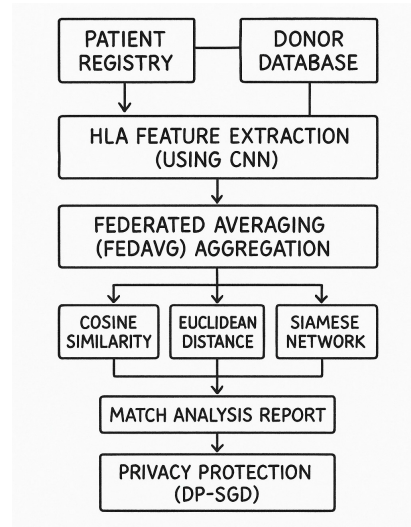 PATIENT
REGISTRY
DONOR
DATABASE
HLA FEATURE EXTRACTION
(USING CNN)
FEDERATED AVERAGING
(FEDAVG) AGGREGATION
COSINE
SIMILARITY
EUCLIDEAN
DISTANCE
SIAMESE
NETWORK
MATCH ANALYSIS REPORT
PRIVACY PROTECTION
(DP-SGD)